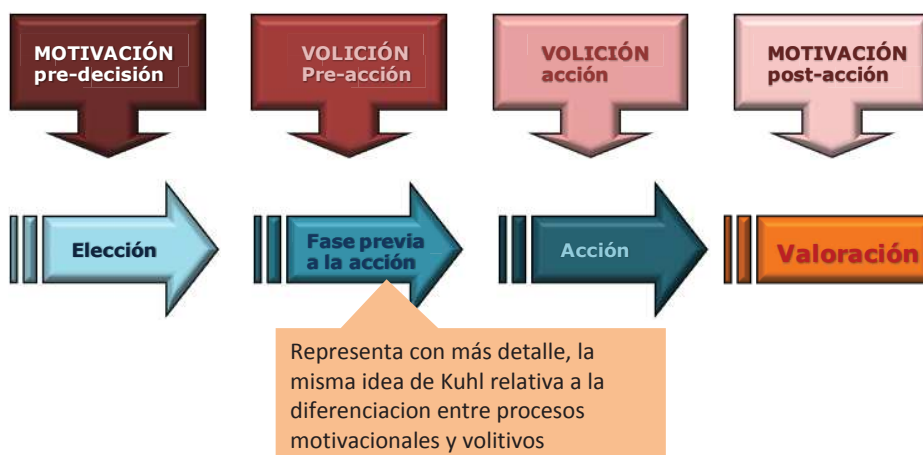 MOTIVACIÓN
pre-decisión
VOLICIÓN
Pre-acción
VOLICIÓN
acción
MOTIVACIÓN
post-acción
Elección
Fase previa
a la acción
Acción
Valoración
Representa con más detalle, la
misma idea de Kuhl relativa a la
diferenciacion entre procesos
motivacionales y volitivos